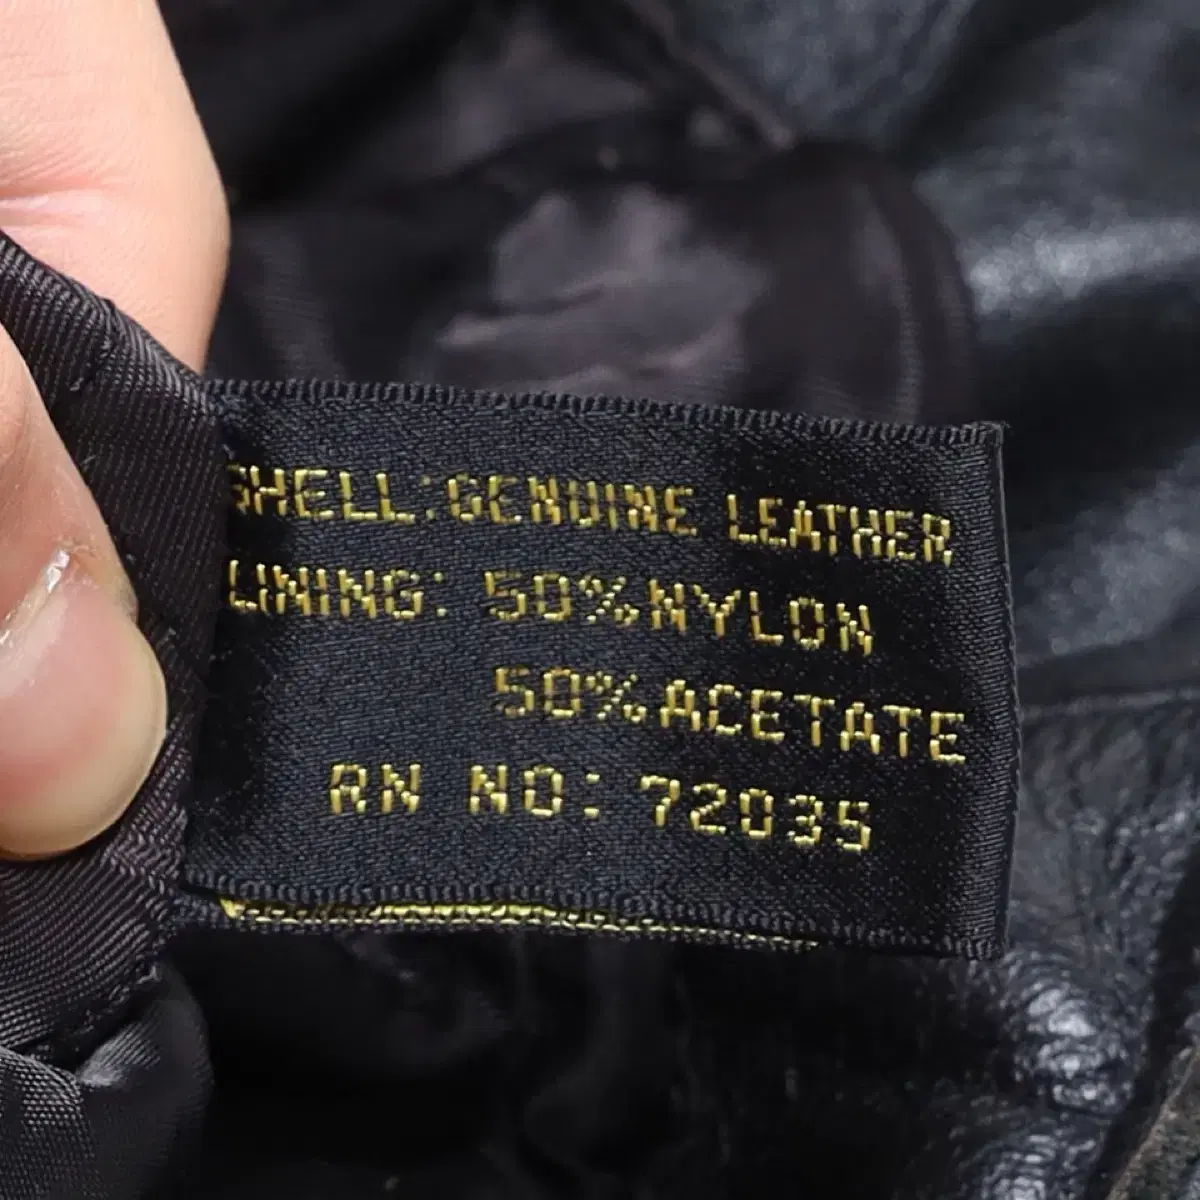 SHELL: GENUINE LEATHER
LINING: 50% NYLON
50% ACETATE
RN NO: 72035